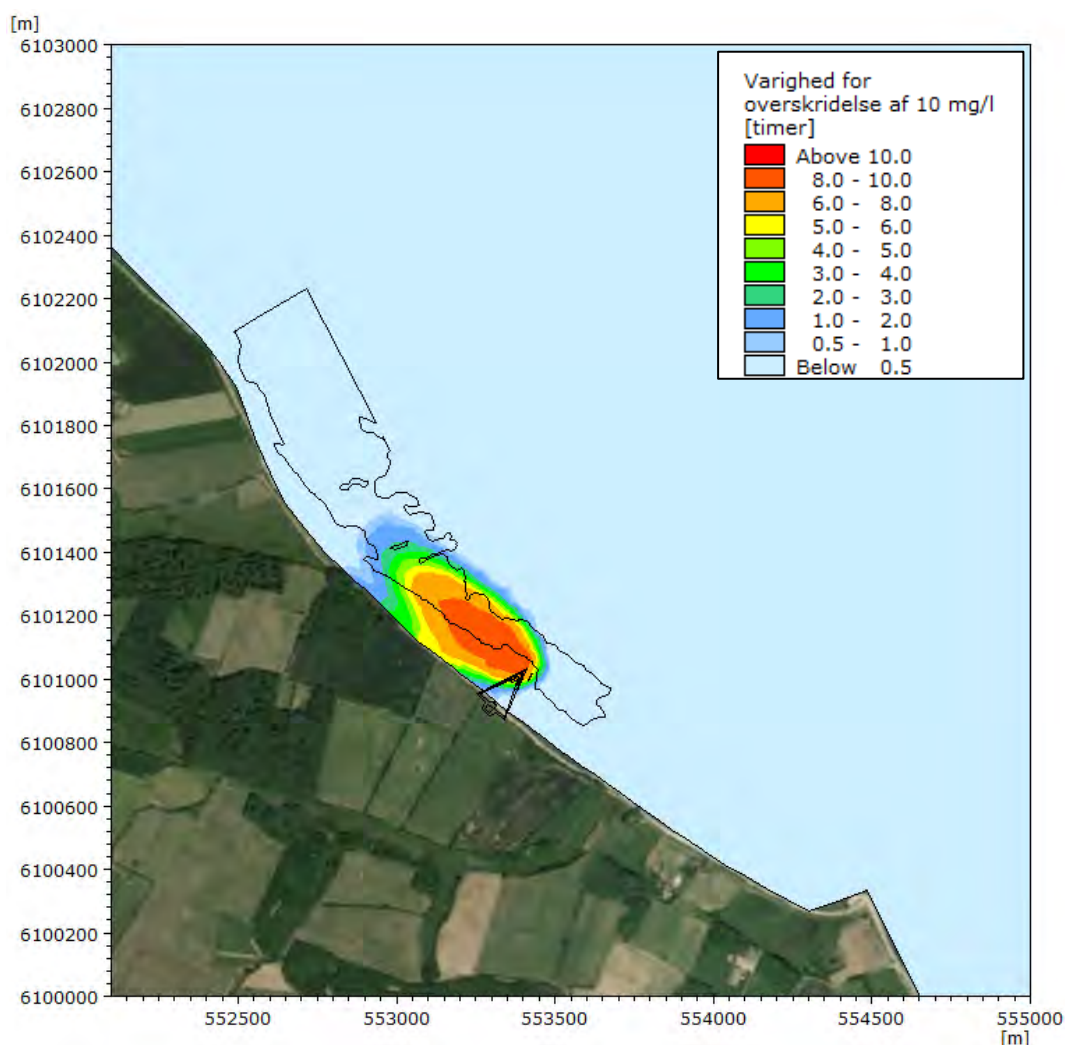 [m]
6103000
6102800
6102600
6102400
6102200
6102000
6101800
6101600
6101400
6101200
6101000
6100800
6100600
6100400
6100200
6100000
Varighed for
overskridelse af 10 mg/l
[timer]
Above 10.0
8.0 - 10.0
6.0 - 8.0
5.0 - 6.0
4.0 - 5.0
3.0 - 4.0
2.0 - 3.0
1.0 - 2.0
0.5 - 1.0
Below 0.5
552500 553000 553500 554000 554500 555000
[m]